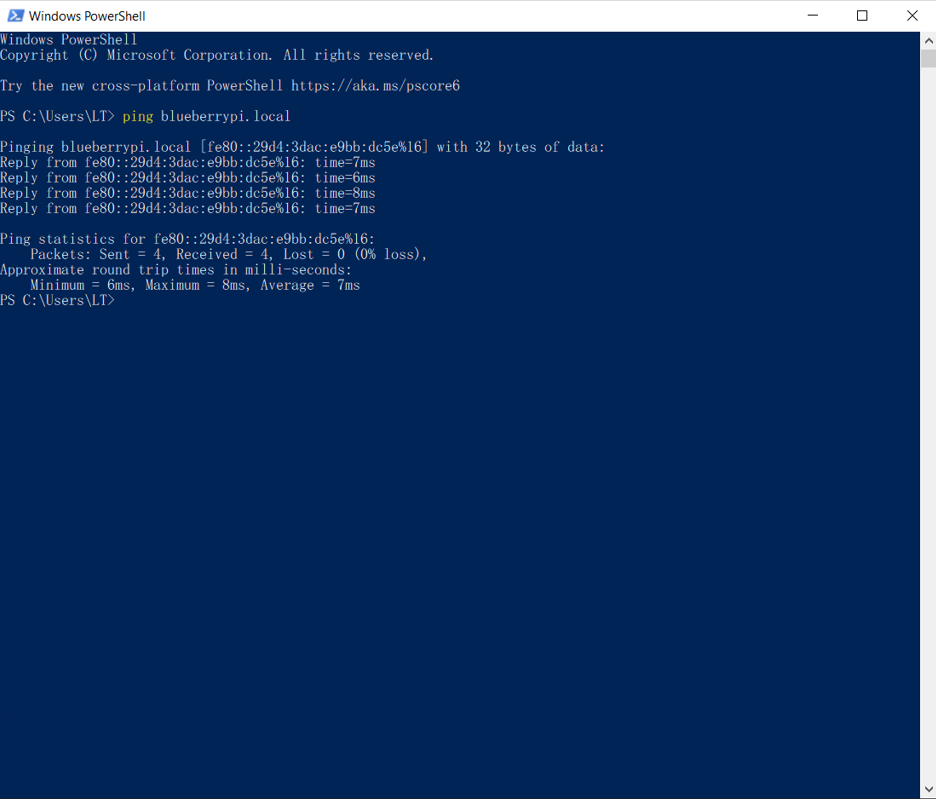 Windows PowerShell
Windows PowerShell
Copyright (C) Microsoft Corporation. All rights reserved.
Try the new cross-platform PowerShell https://aka.ms/pscore6
PS C:\Users\LT> ping blueberrypi.local
Pinging blueberrypi.local [fe80::29d4:3dac:e9bb:dc5e%16] with 32 bytes of data:
Reply from fe80::29d4:3dac:e9bb:dc5e%16: time=7ms
Reply from fe80::29d4:3dac:e9bb:dc5e%16: time=6ms
Reply from fe80::29d4:3dac:e9bb:dc5e%16: time=8ms
Reply from fe80::29d4:3dac:e9bb:dc5e%16: time=7ms
Ping statistics for fe80::29d4:3dac:e9bb:dc5e%16:
    Packets: Sent = 4, Received = 4, Lost = 0 (0% loss),
Approximate round trip times in milli-seconds:
    Minimum = 6ms, Maximum = 8ms, Average = 7ms
PS C:\Users\LT>